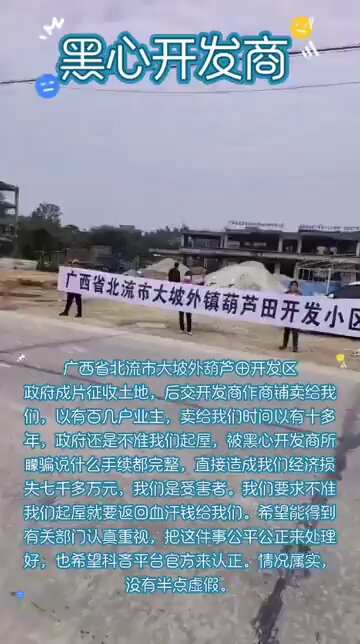 黑心开发商
广西省北流市大坡外镇葫芦田开发小区
广西省北流市大坡外葫芦田开发区
政府成片征收土地，后交开发商作商铺卖给我
们，以有百几户业主，卖给我们时间以有十多
年，政府还是不准我们起屋，被黑心开发商所
矇骗说什么手续都完整，直接造成我们经济损
失七千多万元，我们是受害者。我们要求不准
我们起屋就要返回血汗钱给我们。希望能得到
有关部门认真重视，把这件事公平公正来处理
好，也希望科吝平台官方来认正。情况属实，
没有半点虚假。